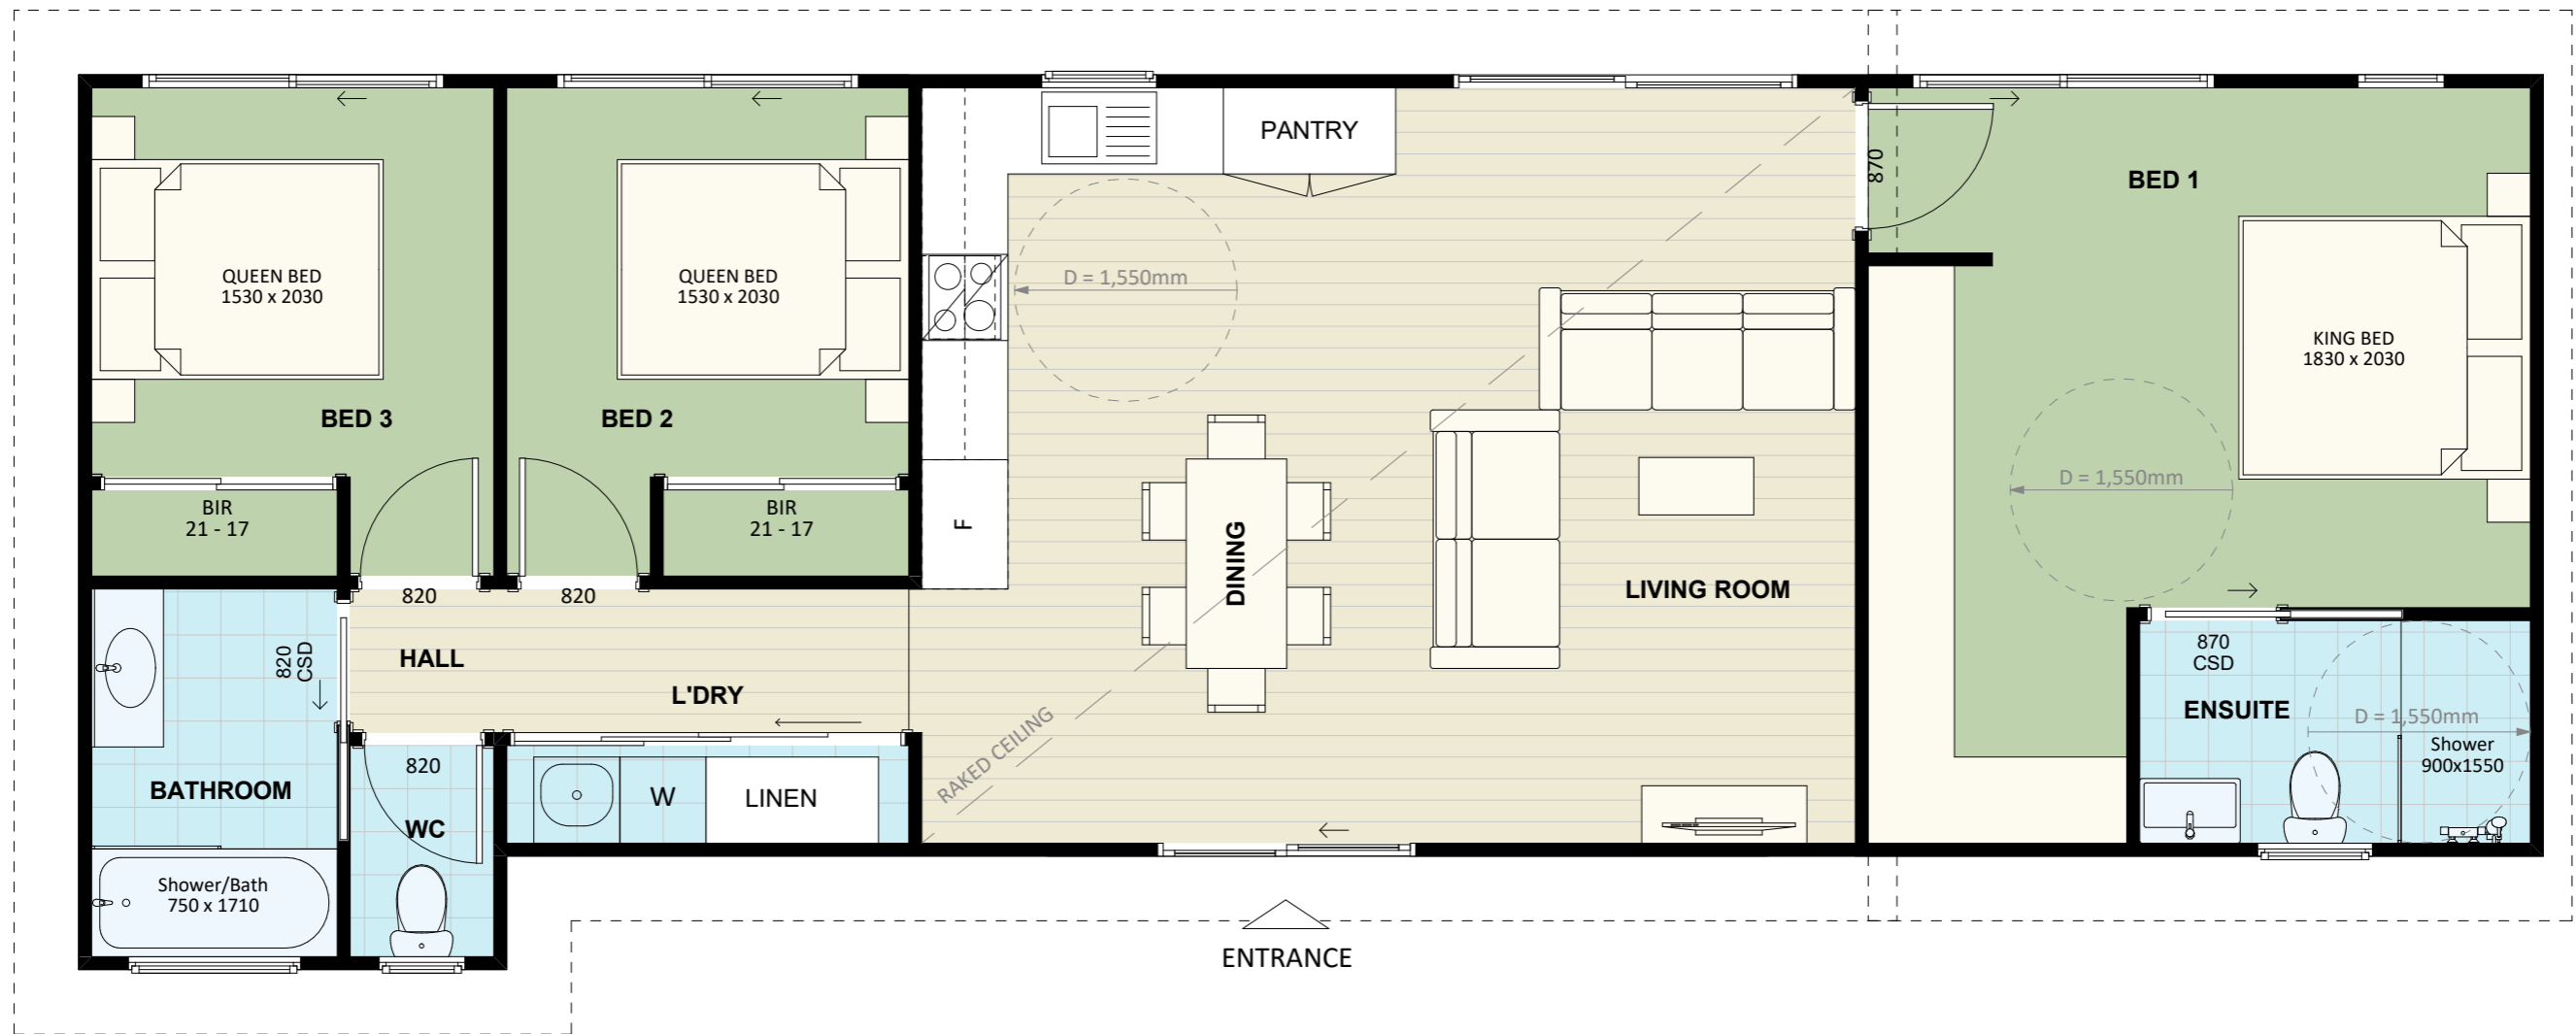 PANTRY
870
BED 1
QUEEN BED
1530 x 2030
QUEEN BED
1530 x 2030
D = 1,550mm
KING BED
1830 x 2030
BED 3
BED 2
D = 1,550mm
BIR
21 - 17
BIR
21 - 17
F
DINING
LIVING ROOM
820
820
820
CSD
HALL
L'DRY
870
CSD
ENSUITE
D = 1,550mm
Shower
900x1550
RAKED CEILING
BATHROOM
820
WC
W
LINEN
Shower/Bath
750 x 1710
ENTRANCE